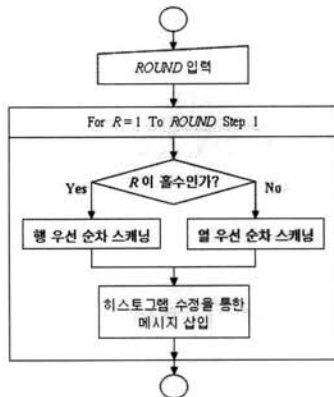 ROUND 입력
For R = 1 To ROUND Step 1
R 이 홀수인가?
Yes
No
행 우선 순차 스캐닝
열 우선 순차 스캐닝
히스토그램 수정을 통한
메시지 삽입